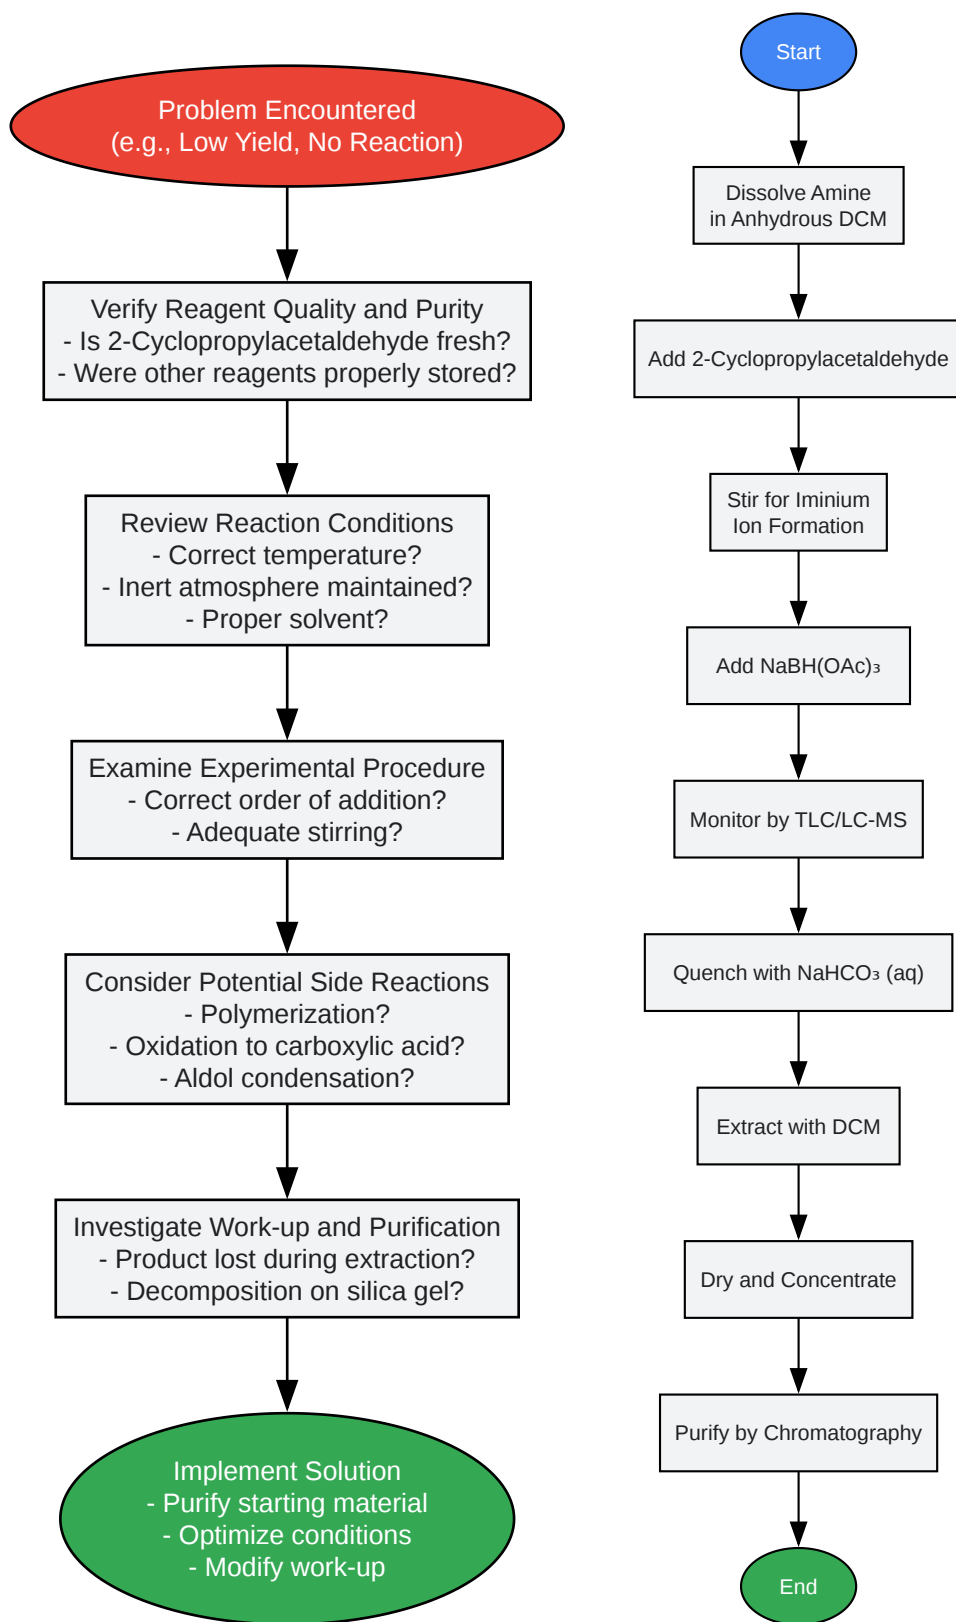 Problem Encountered
(e.g., Low Yield, No Reaction)
Verify Reagent Quality and Purity
- Is 2-Cyclopropylacetaldehyde fresh?
- Were other reagents properly stored?
Review Reaction Conditions
- Correct temperature?
- Inert atmosphere maintained?
- Proper solvent?
Examine Experimental Procedure
- Correct order of addition?
- Adequate stirring?
Consider Potential Side Reactions
- Polymerization?
- Oxidation to carboxylic acid?
- Aldol condensation?
Investigate Work-up and Purification
- Product lost during extraction?
- Decomposition on silica gel?
Implement Solution
- Purify starting material
- Optimize conditions
- Modify work-up
Start
Dissolve Amine
in Anhydrous DCM
Add 2-Cyclopropylacetaldehyde
Stir for Iminium
Ion Formation
Add NaBH(OAc)₃
Monitor by TLC/LC-MS
Quench with NaHCO₃ (aq)
Extract with DCM
Dry and Concentrate
Purify by Chromatography
End